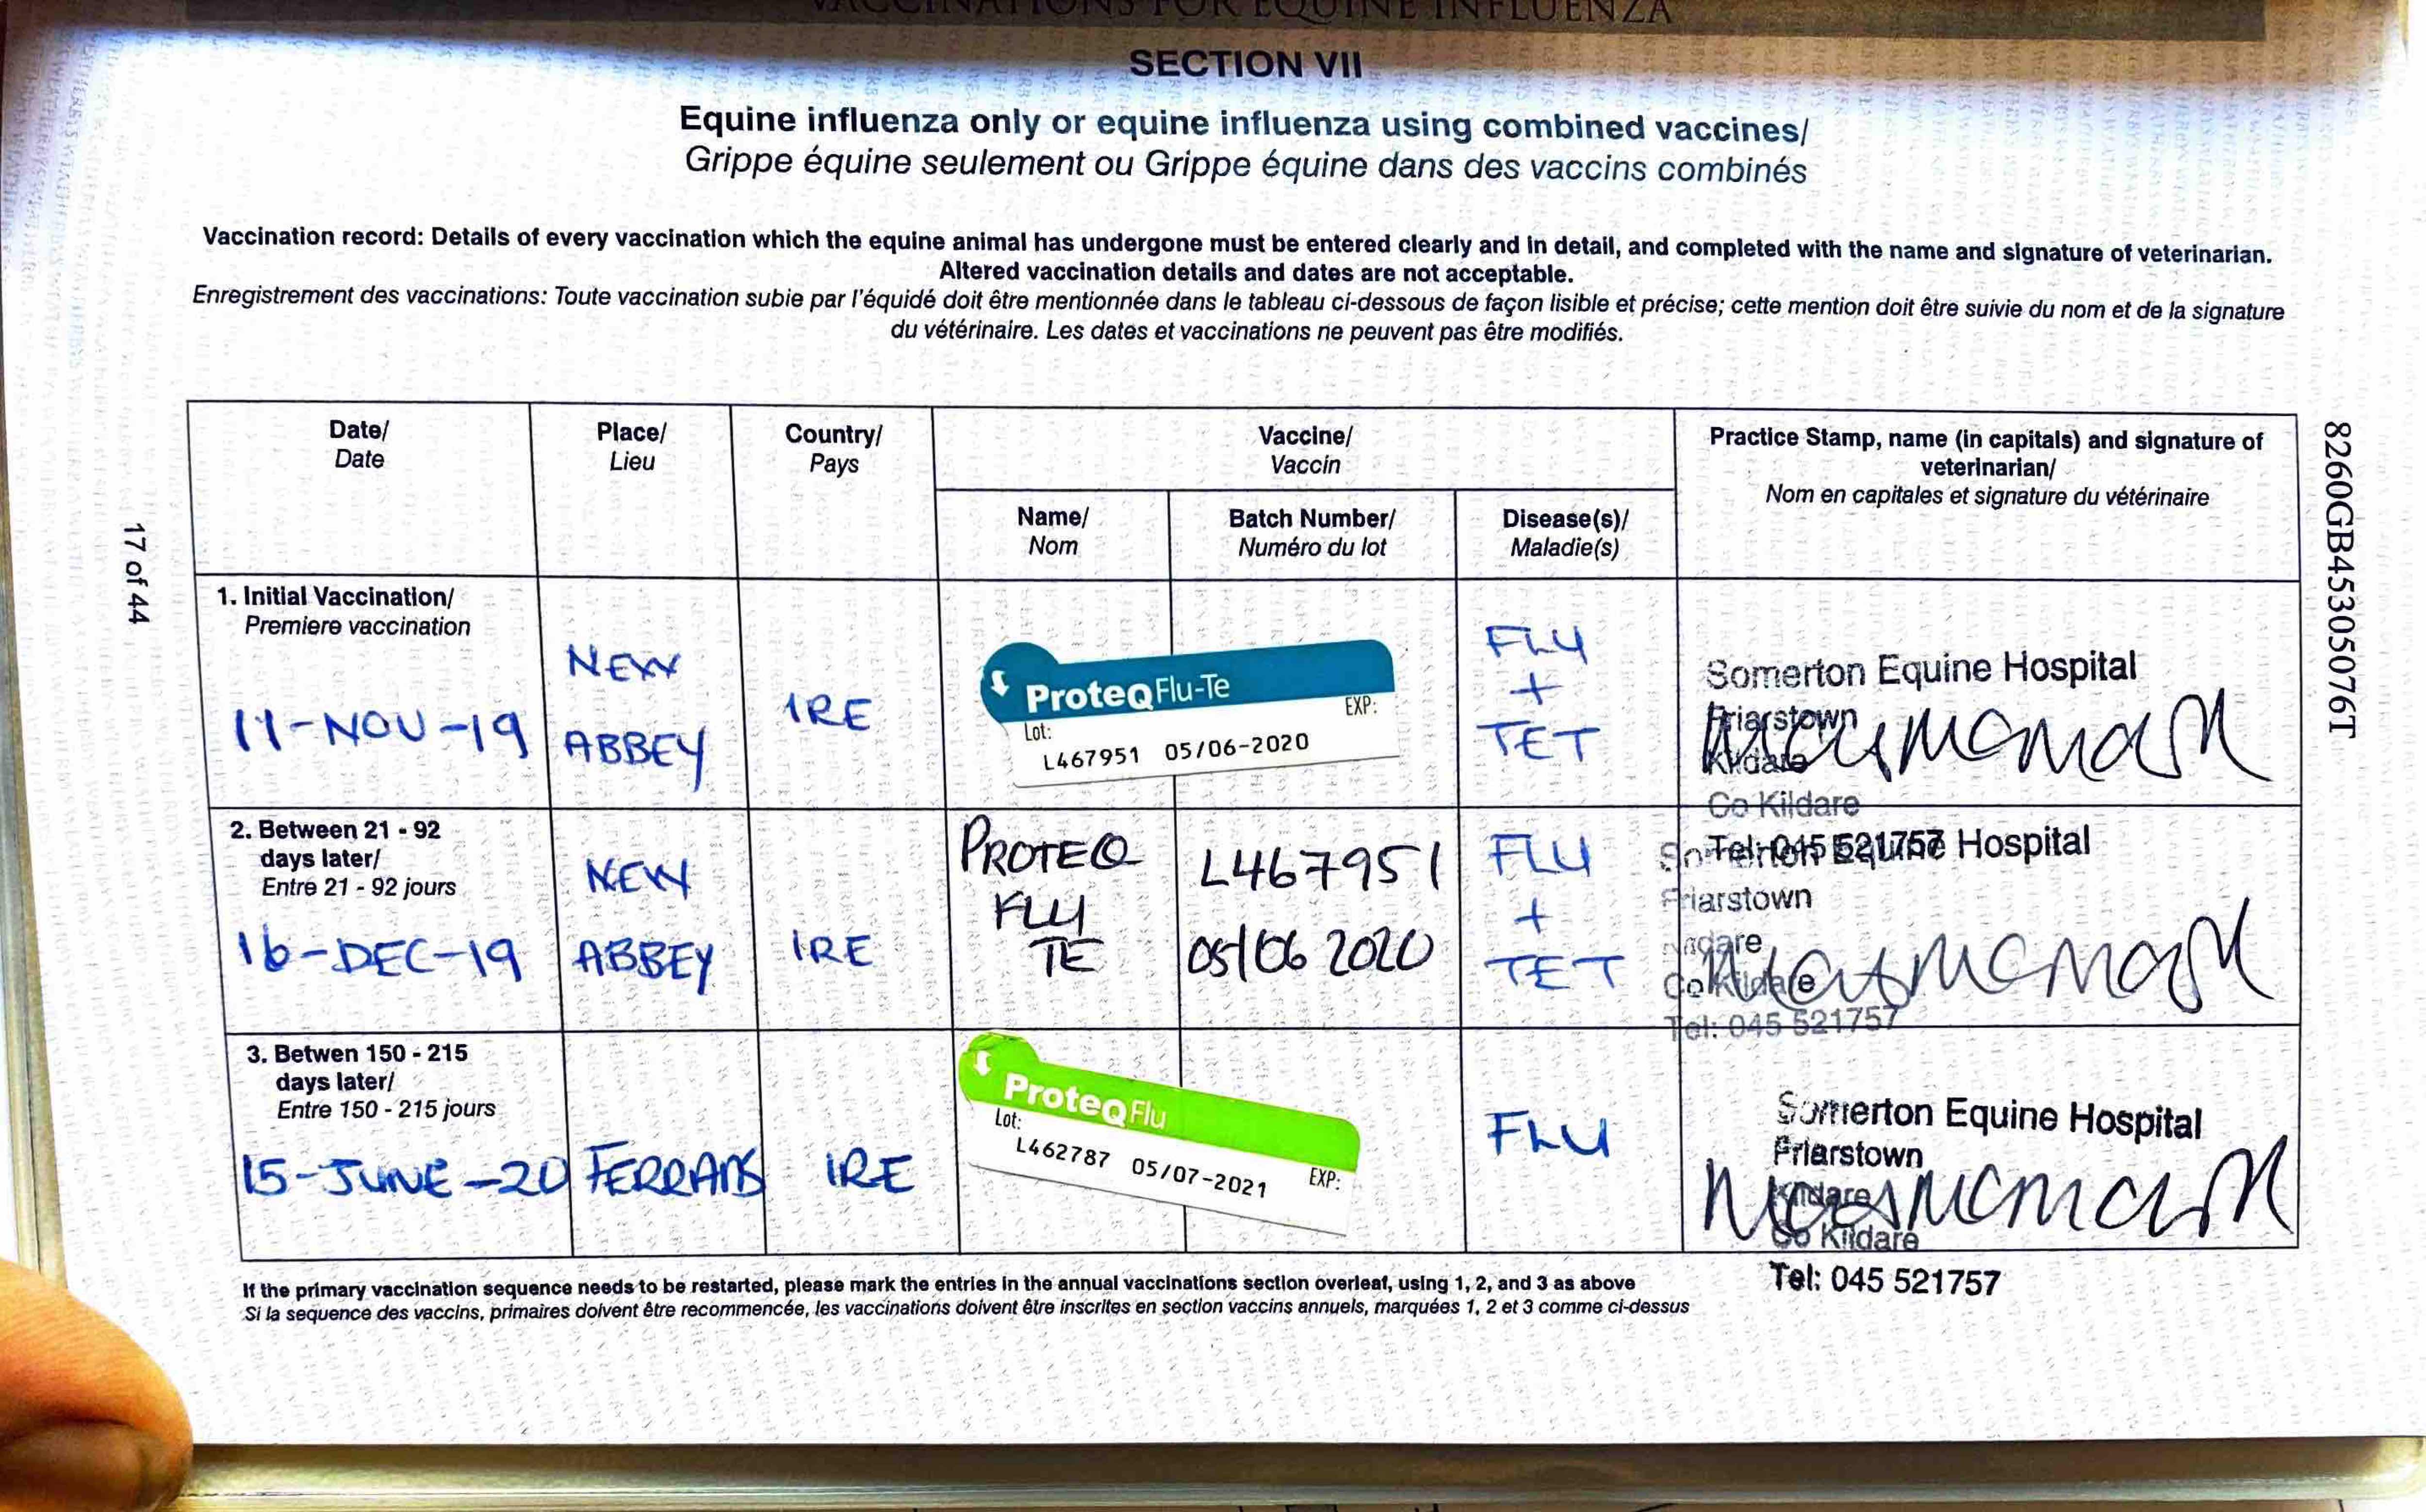 VACCINATIONS FOR EQUINE INFLUENZA
SECTION VII
Equine influenza only or equine influenza using combined vaccines/
Grippe équine seulement ou Grippe équine dans des vaccins combinés
Vaccination record: Details of every vaccination which the equine animal has undergone must be entered clearly and in detail, and completed with the name and signature of veterinarian.
Altered vaccination details and dates are not acceptable.
Enregistrement des vaccinations: Toute vaccination subie par l'équidé doit être mentionnée dans le tableau ci-dessous de façon lisible et précise; cette mention doit être suivie du nom et de la signature
du vétérinaire. Les dates et vaccinations ne peuvent pas être modifiés.
Date/
Date
Place/
Lieu
Country/
Pays
Vaccine/
Vaccin
Practice Stamp, name (in capitals) and signature of
veterinarian/
Nom en capitales et signature du vétérinaire
Name/
Nom
Batch Number/
Numéro du lot
Disease(s)/
Maladie(s)
1. Initial Vaccination/
Premiere vaccination
11-NOV-19
NEW
ABBEY
IRE
ProteqFlu-Te
Lot:
EXP:
L467951 05/06-2020
FLU
+
TET
Somerton Equine Hospital
Friarstown
Kildare
Co Kildare
Tel: 045 521757
2. Between 21 - 92
days later/
Entre 21 - 92 jours
16-DEC-19
NEW
ABBEY
IRE
PROTEQ
FLU
TE
L467951
05/06 2020
FLU
+
TET
Somerton Equine Hospital
Friarstown
Kildare
Co Kildare
Tel: 045 521757
3. Betwen 150 - 215
days later/
Entre 150 - 215 jours
15-JUNE-20
FERRANS
IRE
ProteqFlu
Lot:
L462787 05/07-2021
EXP:
FLU
Somerton Equine Hospital
Friarstown
Kildare
Co Kildare
Tel: 045 521757
If the primary vaccination sequence needs to be restarted, please mark the entries in the annual vaccinations section overleaf, using 1, 2, and 3 as above
Si la sequence des vaccins, primaires doivent être recommencée, les vaccinations doivent être inscrites en section vaccins annuels, marquées 1, 2 et 3 comme ci-dessus
17 of 44
8260GB45305076T